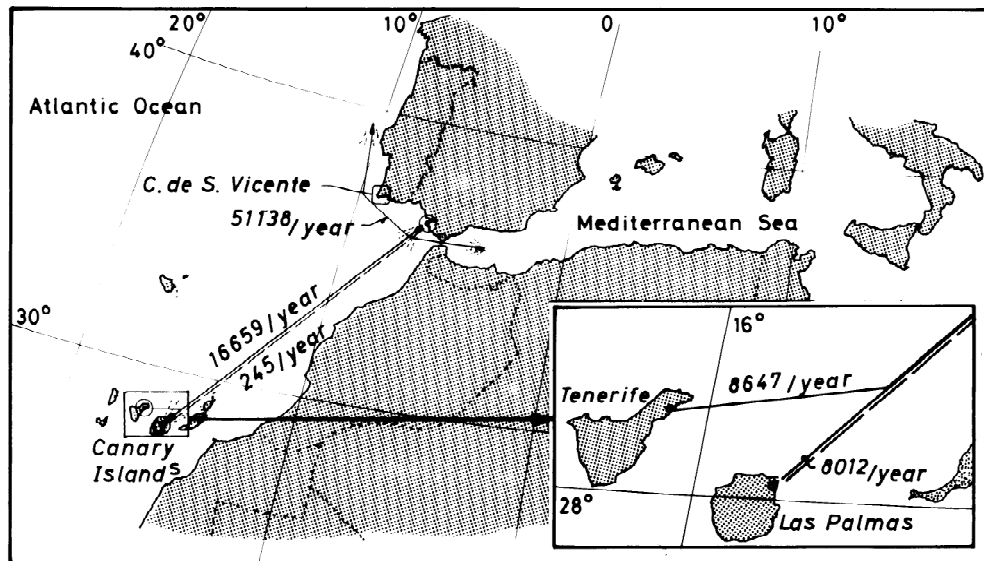 20°
10°
0
10°
40°
Atlantic Ocean
C. de S. Vicente
51138/year
Mediterranean Sea
30°
16659/year
245/year
16°
8647/year
Tenerife
Canary
Islands
8012/year
28°
Las Palmas